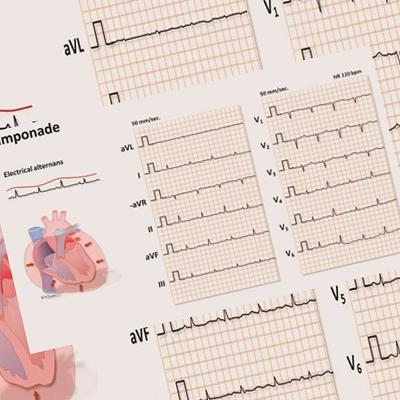 aVL
V1
mponade
Electrical alternans
50 mm/sec.
aVL
I
-aVR
II
aVF
III
50 mm/sec.
HR 120 bpm
V1
V2
V3
V4
V5
V6
aVF
V5
V6